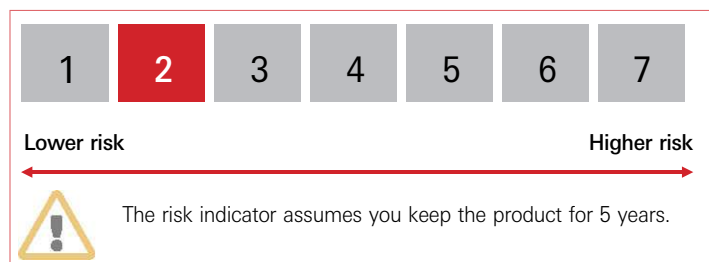 1 2 3 4 5 6 7
Lower risk Higher risk
The risk indicator assumes you keep the product for 5 years.